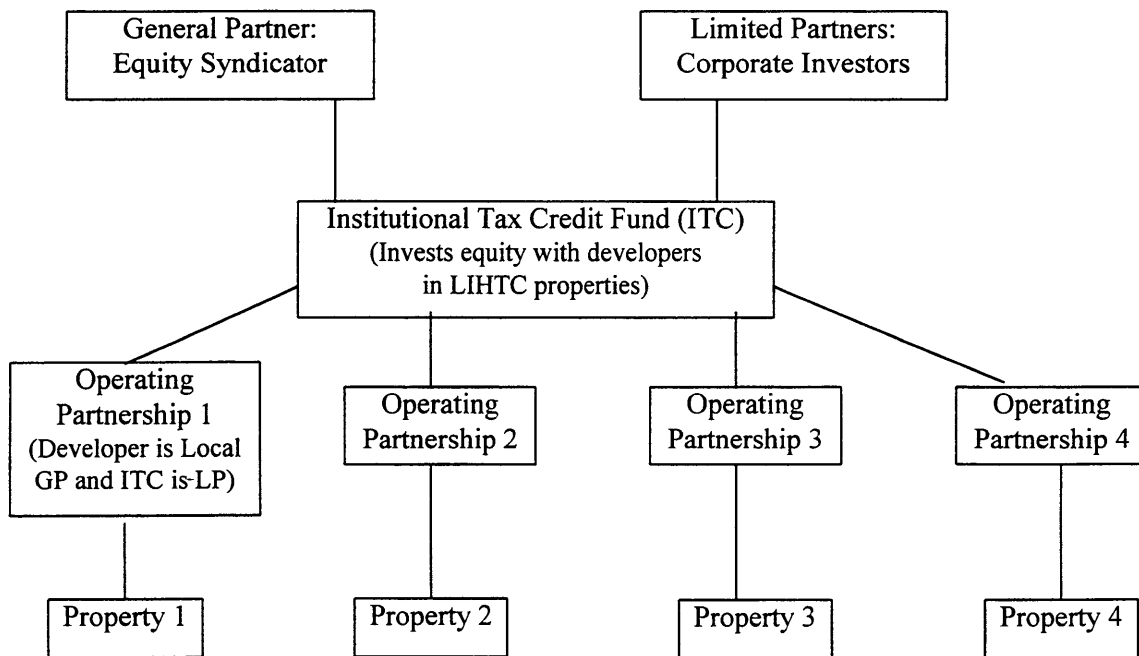 General Partner:
Equity Syndicator
Limited Partners:
Corporate Investors
Institutional Tax Credit Fund (ITC)
(Invests equity with developers
in LIHTC properties)
Operating
Partnership 1
(Developer is Local
GP and ITC is-LP)
Operating
Partnership 2
Operating
Partnership 3
Operating
Partnership 4
Property 1
Property 2
Property 3
Property 4